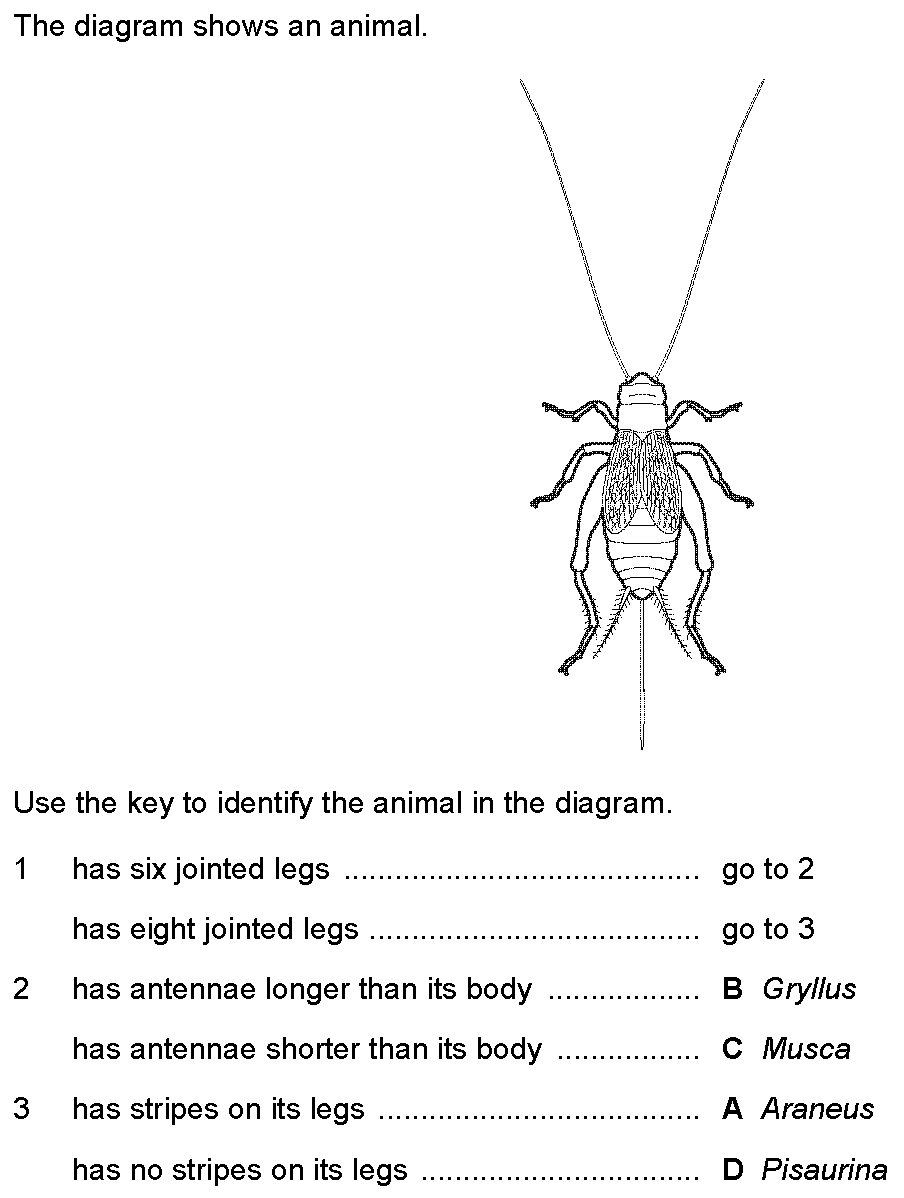 The diagram shows an animal.
Use the key to identify the animal in the diagram.
1 has six jointed legs .......................................... go to 2
has eight jointed legs ....................................... go to 3
2 has antennae longer than its body .................. B Gryllus
has antennae shorter than its body ................. C Musca
3 has stripes on its legs ...................................... A Araneus
has no stripes on its legs ................................. D Pisaurina